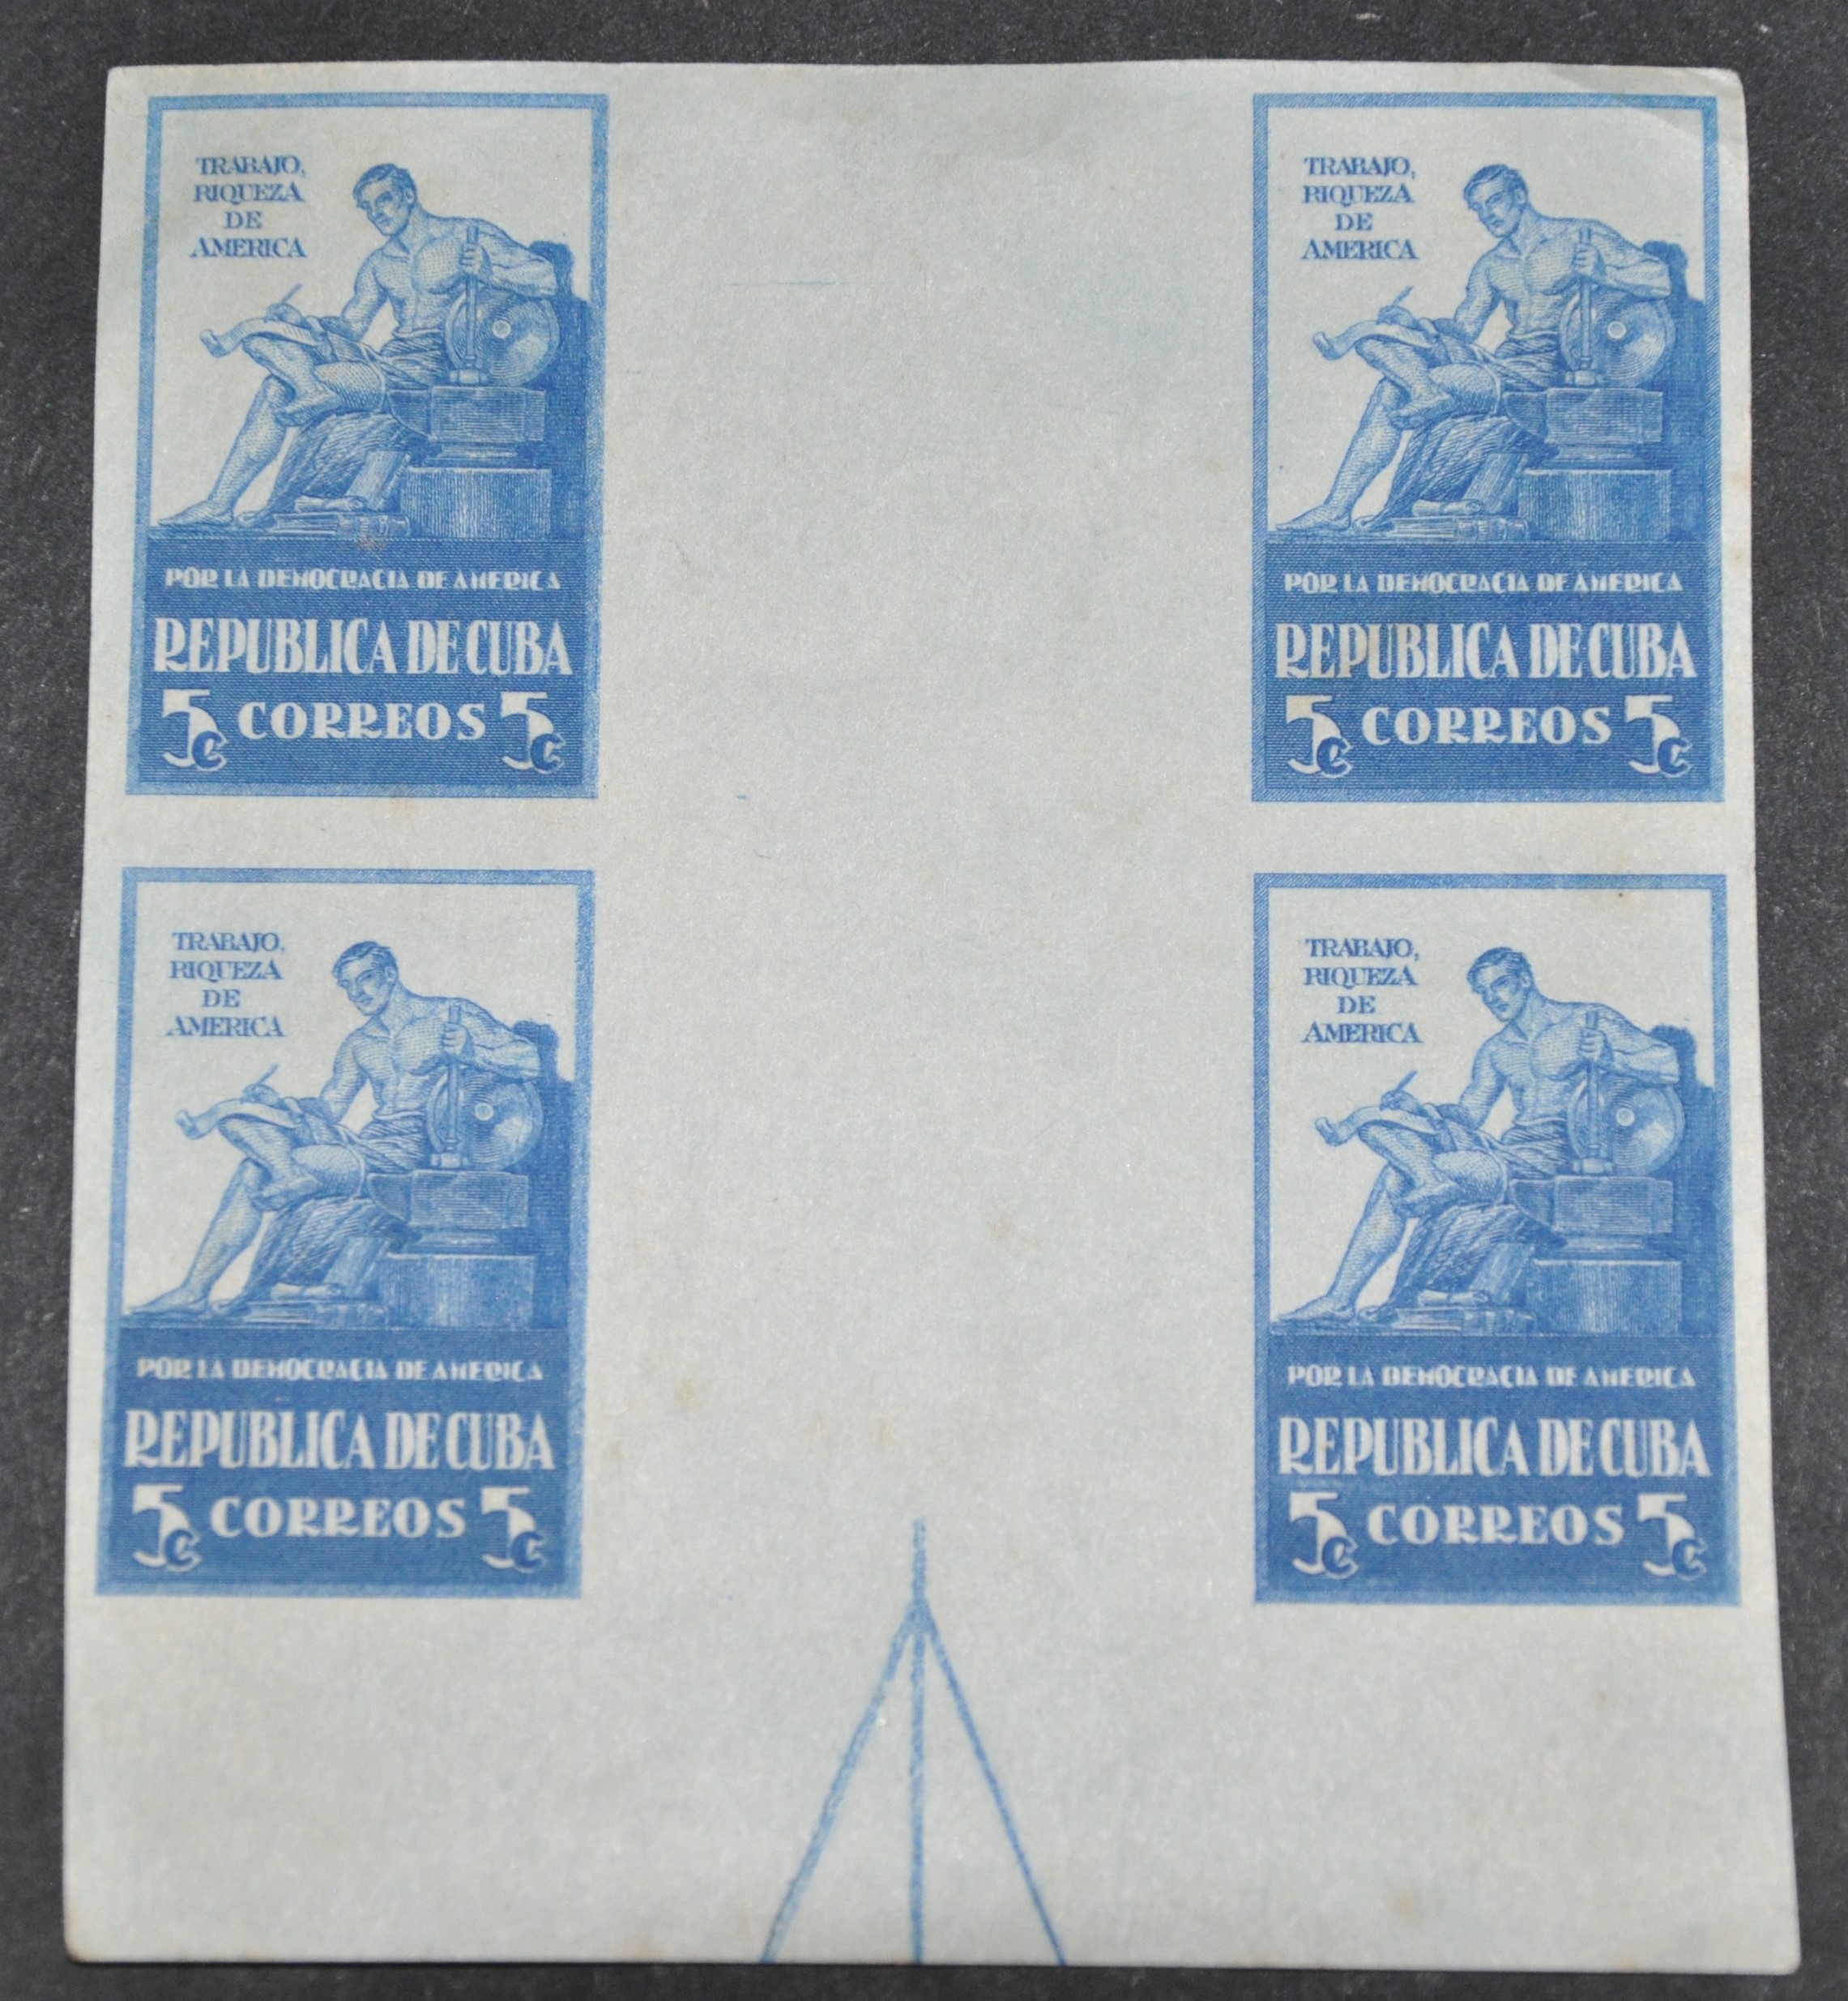 TRABAJO,
RIQUEZA
DE
AMERICA
POR LA DEMOCRACIA DE AMERICA
REPUBLICA DE CUBA
5c CORREOS 5c
TRABAJO,
RIQUEZA
DE
AMERICA
POR LA DEMOCRACIA DE AMERICA
REPUBLICA DE CUBA
5c CORREOS 5c
TRABAJO,
RIQUEZA
DE
AMERICA
POR LA DEMOCRACIA DE AMERICA
REPUBLICA DE CUBA
5c CORREOS 5c
TRABAJO,
RIQUEZA
DE
AMERICA
POR LA DEMOCRACIA DE AMERICA
REPUBLICA DE CUBA
5c CORREOS 5c